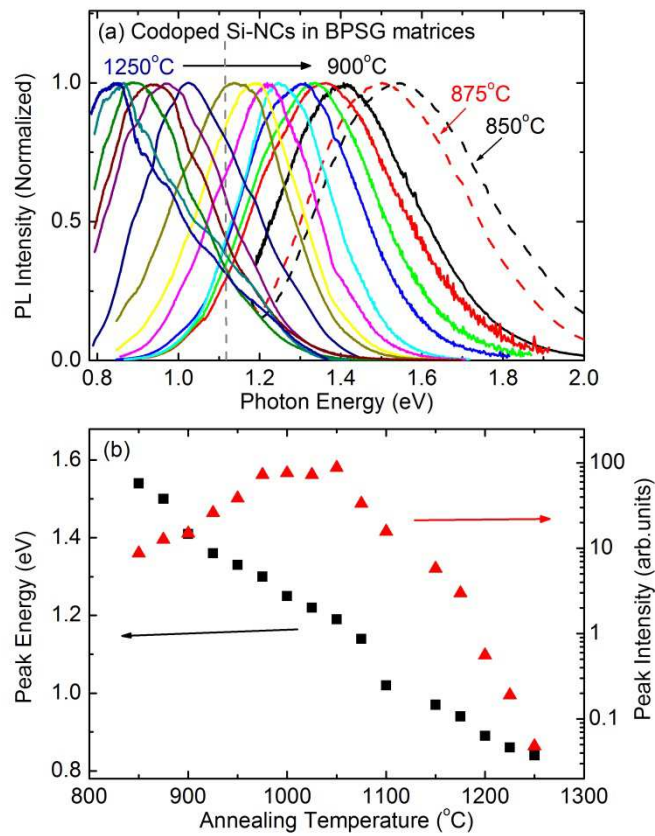 (a) Codoped Si-NCs in BPSG matrices
1250°C
900°C
875°C
850°C
1.0
0.5
0.0
PL Intensity (Normalized)
0.8 1.0 1.2 1.4 1.6 1.8 2.0
Photon Energy (eV)
(b)
1.6
1.4
1.2
1.0
0.8
Peak Energy (eV)
100
10
1
0.1
Peak Intensity (arb.units)
800 900 1000 1100 1200 1300
Annealing Temperature (°C)